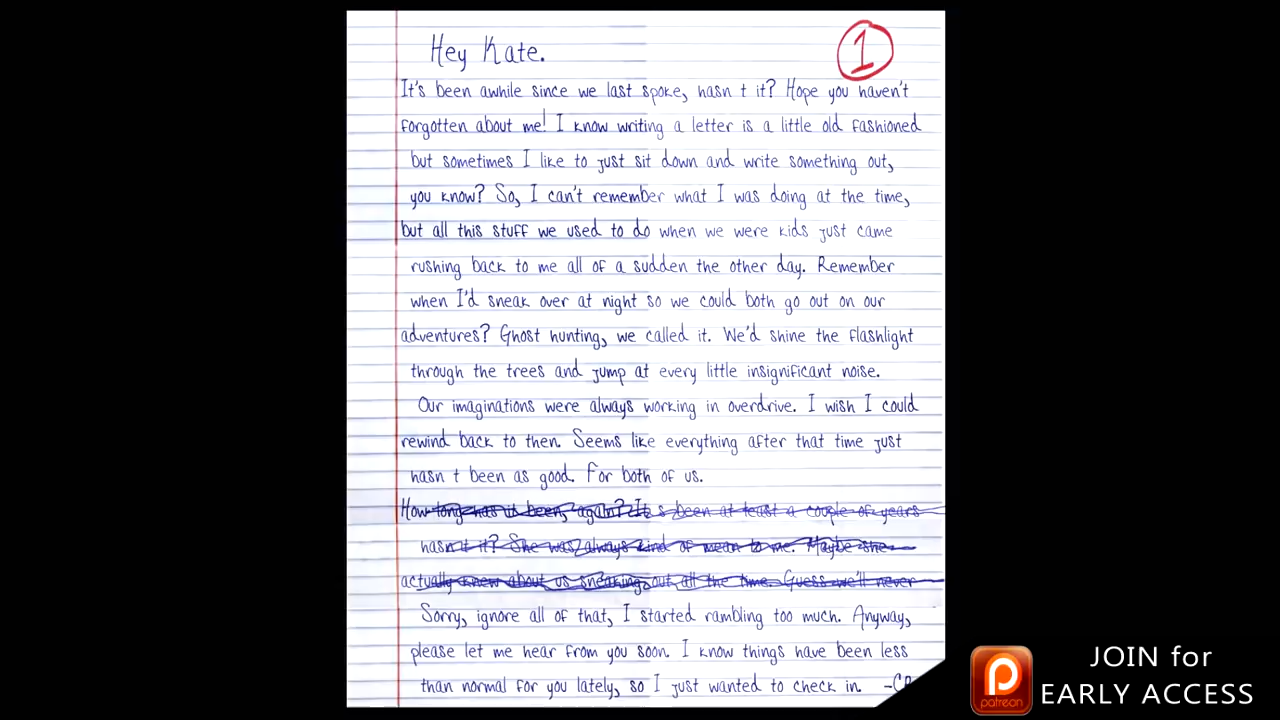 Hey Kate.
1
It's been awhile since we last spoke, hasn t it? Hope you haven't
forgotten about me! I know writing a letter is a little old fashioned
but sometimes I like to just sit down and write something out,
you know? So, I can't remember what I was doing at the time,
but all this stuff we used to do when we were kids just came
rushing back to me all of a sudden the other day. Remember
when I'd sneak over at night so we could both go out on our
adventures? Ghost hunting, we called it. We'd shine the flashlight
through the trees and jump at every little insignificant noise.
Our imaginations were always working in overdrive. I wish I could
rewind back to then. Seems like everything after that time just
hasn t been as good. For both of us.
How long has it been, again? It s been at least a couple of years
hasn t it? She was always kind of mean to me. Maybe she
actually knew about us sneaking out all the time. Guess we'll never
Sorry, ignore all of that, I started rambling too much. Anyway,
please let me hear from you soon. I know things have been less
than normal for you lately, so I just wanted to check in.
patreon
JOIN for
EARLY ACCESS